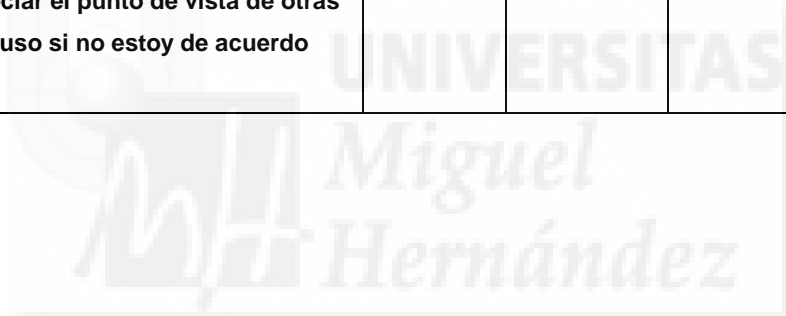 ciar el punto de vista de otras
uso si no estoy de acuerdo
UNIVERSITAS
Miguel
Hernández